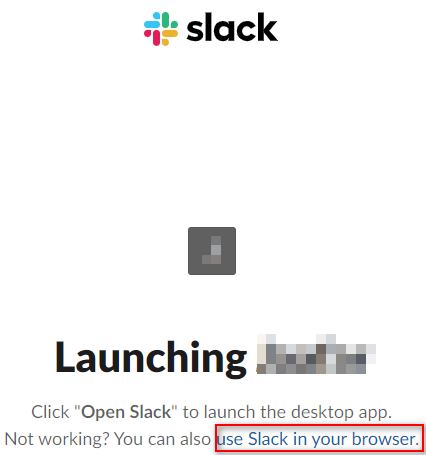 slack
Launching
Click "Open Slack" to launch the desktop app.
Not working? You can also use Slack in your browser.